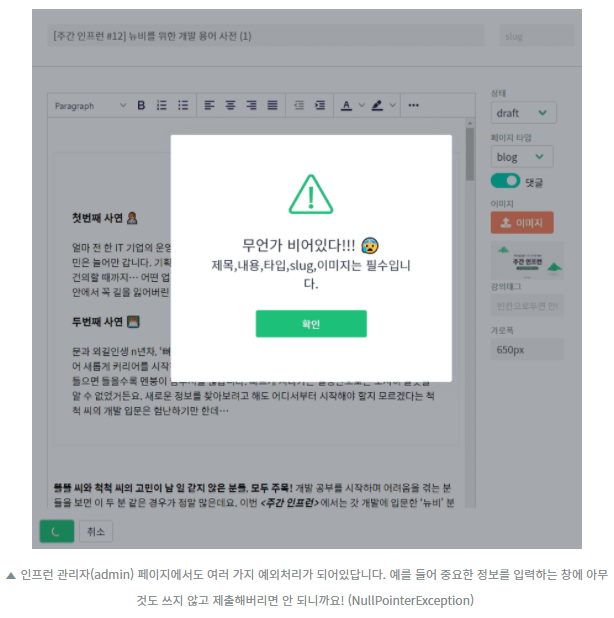 [주간 인프런 #12] 뉴비를 위한 개발 용어 사전 (1)
slug
Paragraph
B
A
상태
draft
페이지 타입
blog
댓글
이미지
이미지
주간 인프런
강의태그
가로폭
650px
첫번째 사연
얼마 전 한 IT 기업의 운영
민은 늘어만 갑니다. 기획
건의할 때까지… 어떤 업
안에서 꼭 길을 잃어버린
두번째 사연
문과 외길인생 n년차, '뼈
어 새롭게 커리어를 시작
들으면 들을수록 멘붕이
알 수 없었거든요. 새로운 정보를 찾아보려고 해도 어디서부터 시작해야 할지 모르겠다는 척
척 씨의 개발 입문은 험난하기만 한데…
무언가 비어있다!!! 😰
제목,내용,타입,slug,이미지는 필수입니
다.
확인
뜰뜰 씨와 척척 씨의 고민이 남 일 같지 않은 분들, 모두 주목! 개발 공부를 시작하며 어려움을 겪는 분
들을 보면 이 두 분 같은 경우가 정말 많은데요. 이번 <주간 인프런>에서는 갓 개발에 입문한 '뉴비' 분
취소
▲ 인프런 관리자(admin) 페이지에서도 여러 가지 예외처리가 되어있답니다. 예를 들어 중요한 정보를 입력하는 창에 아무
것도 쓰지 않고 제출해버리면 안 되니까요! (NullPointerException)